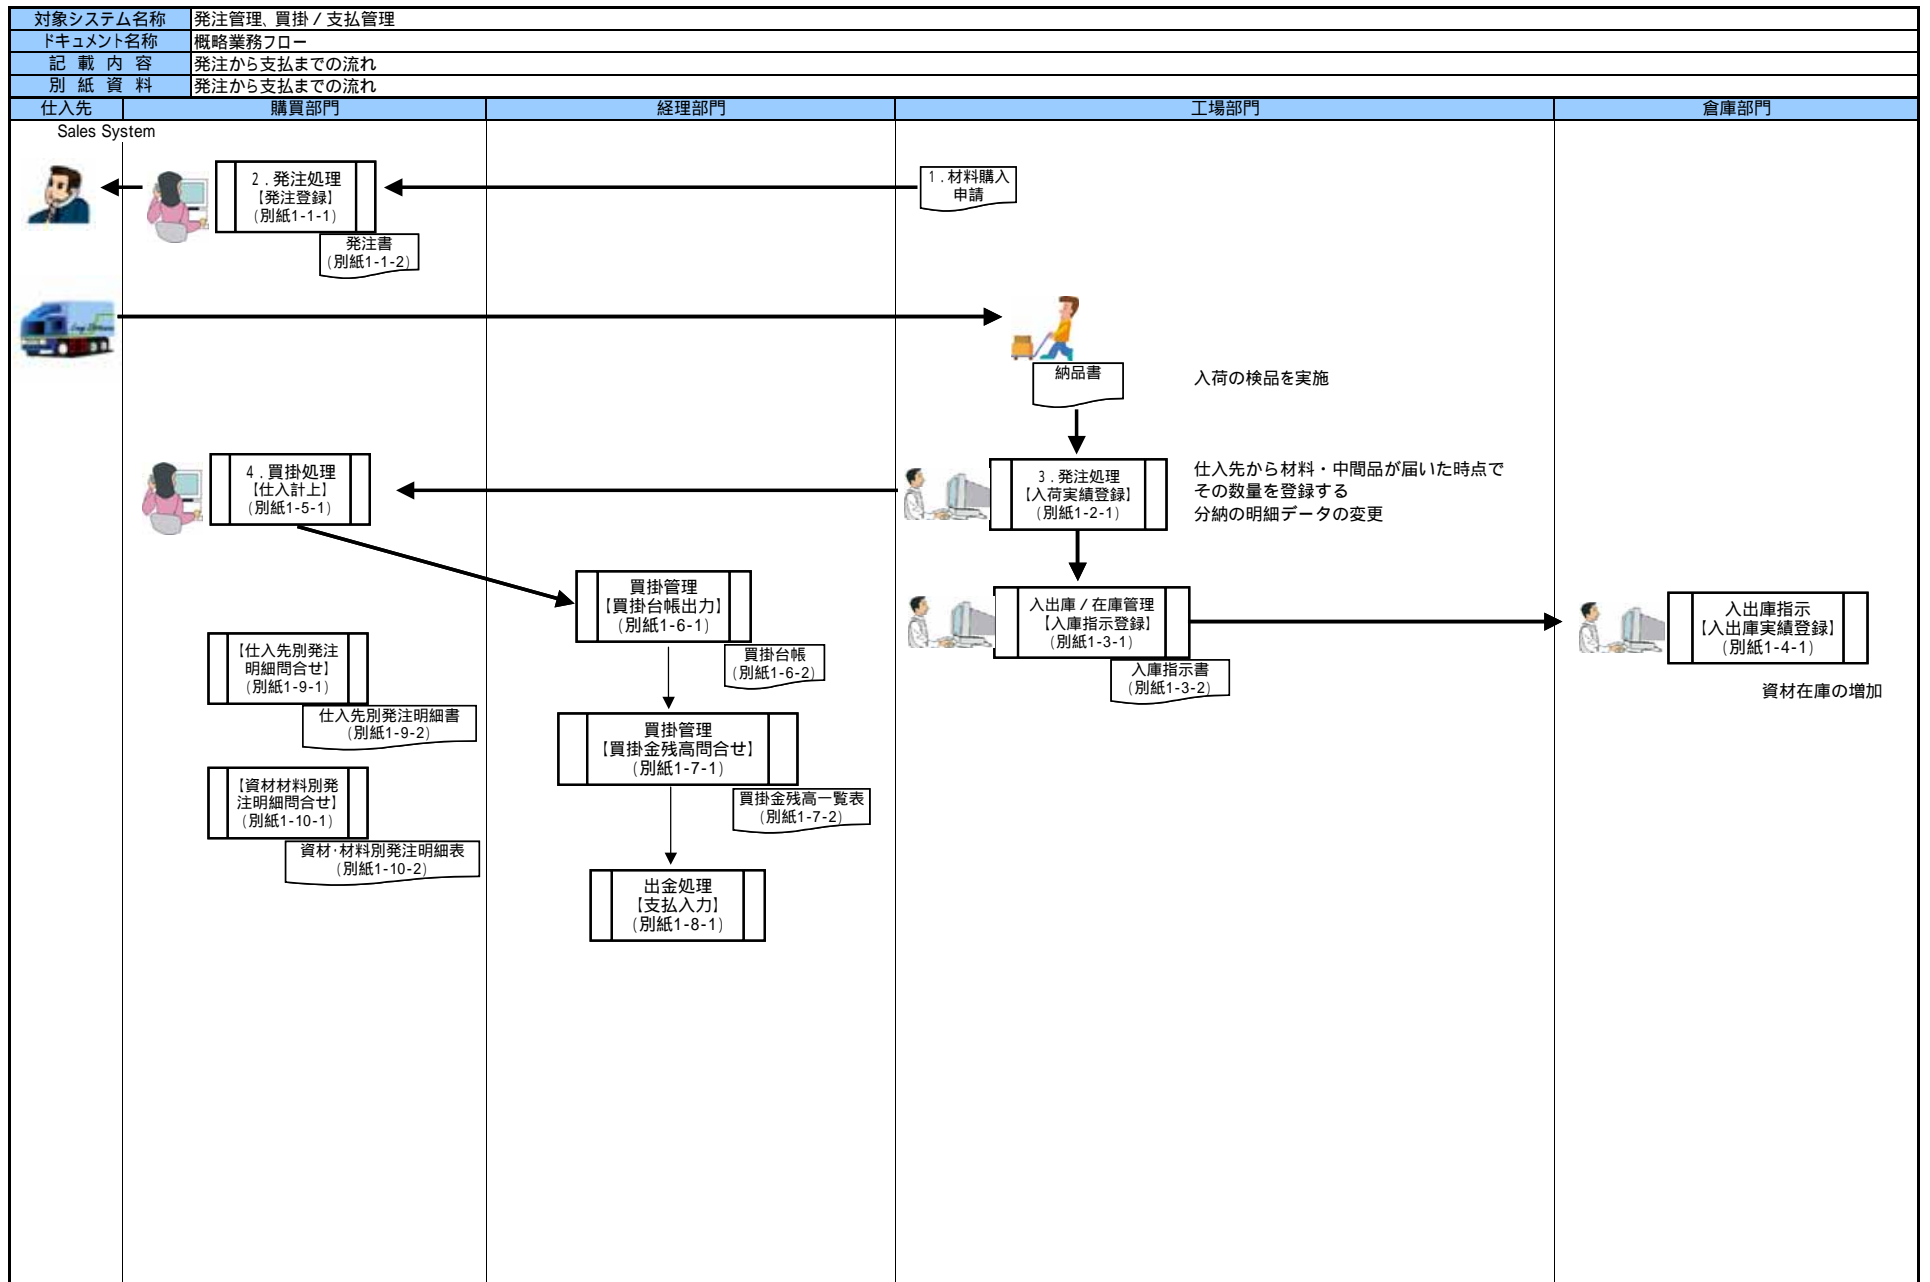 対象システム名称 発注管理、買掛／支払管理
ドキュメント名称 概略業務フロー
記載内容 発注から支払までの流れ
別紙資料 発注から支払までの流れ
仕入先 購買部門 経理部門 工場部門 倉庫部門
Sales System
2．発注処理
【発注登録】
(別紙1-1-1)
発注書
(別紙1-1-2)
1．材料購入
申請
納品書
入荷の検品を実施
4．買掛処理
【仕入計上】
(別紙1-5-1)
3．発注処理
【入荷実績登録】
(別紙1-2-1)
仕入先から材料・中間品が届いた時点で
その数量を登録する
分納の明細データの変更
買掛管理
【買掛台帳出力】
(別紙1-6-1)
買掛台帳
(別紙1-6-2)
入出庫／在庫管理
【入庫指示登録】
(別紙1-3-1)
入庫指示書
(別紙1-3-2)
入出庫指示
【入出庫実績登録】
(別紙1-4-1)
資材在庫の増加
【仕入先別発注
明細問合せ】
(別紙1-9-1)
仕入先別発注明細書
(別紙1-9-2)
買掛管理
【買掛金残高問合せ】
(別紙1-7-1)
買掛金残高一覧表
(別紙1-7-2)
【資材材料別発
注明細問合せ】
(別紙1-10-1)
資材・材料別発注明細表
(別紙1-10-2)
出金処理
【支払入力】
(別紙1-8-1)